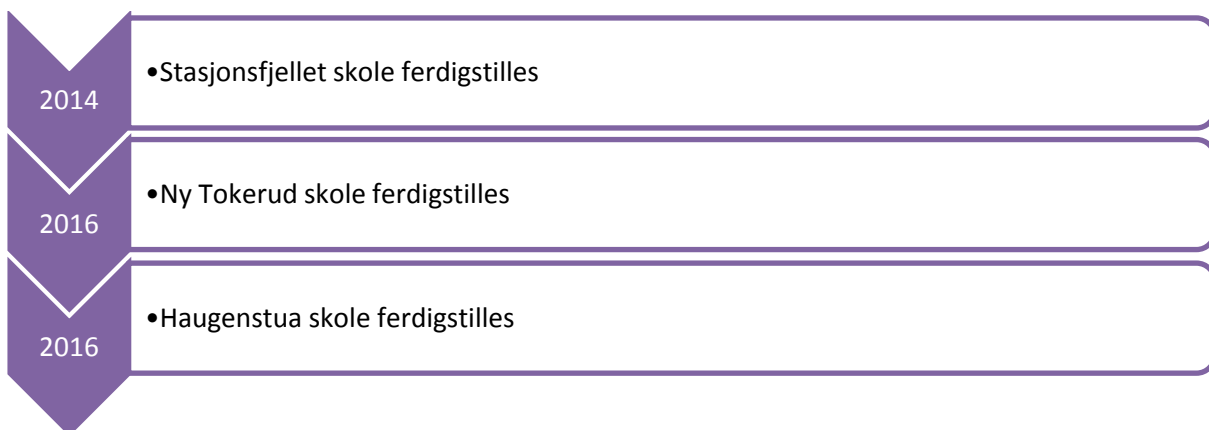 2014
•Stasjonsfjellet skole ferdigstilles
2016
•Ny Tokerud skole ferdigstilles
2016
•Haugenstua skole ferdigstilles